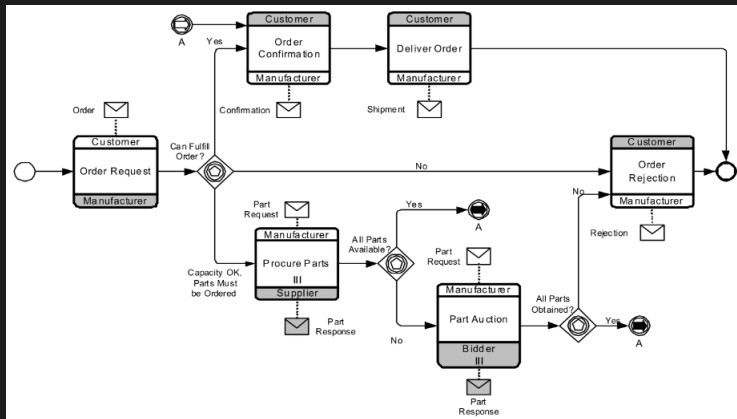 Customer
Order
Confirmation
Manufacturer
Confirmation
A
Yes
Customer
Deliver Order
Manufacturer
Shipment
Order
Customer
Order Request
Manufacturer
Can Fulfill
Order?
No
Customer
Order
Rejection
Manufacturer
Rejection
Capacity OK,
Parts Must
be Ordered
Part
Request
Manufacturer
Procure Parts
III
Supplier
Part
Response
All Parts
Available?
Yes
A
No
Part
Request
Manufacturer
Part Auction
Bidder
III
Part
Response
All Parts
Obtained?
No
Yes
A